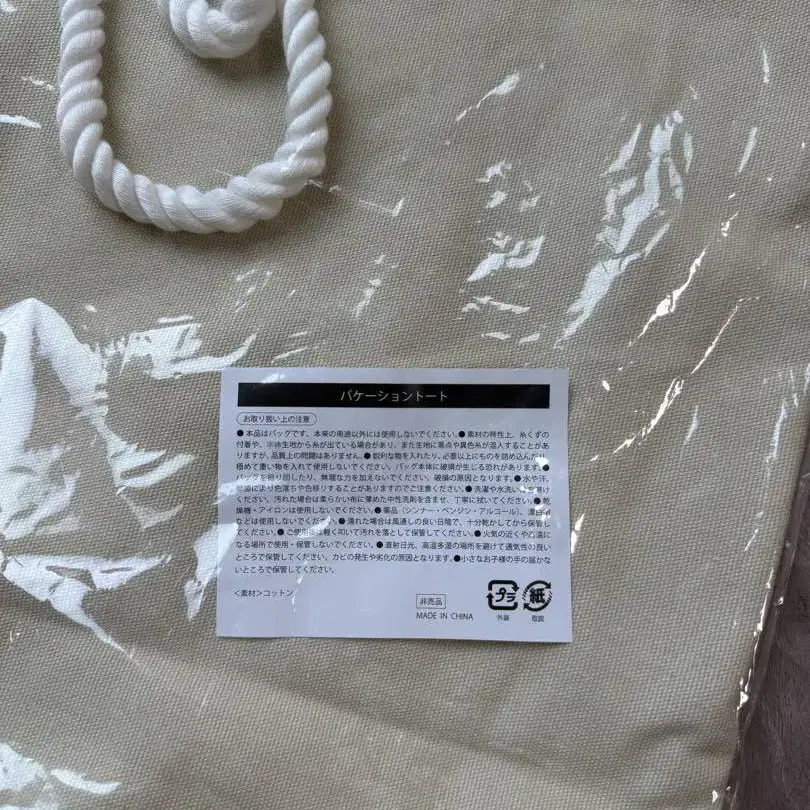 バケーショントート
お取り扱い上の注意
●本品はバッグです。本来の用途以外には使用しないでください。●素材の特性上、糸くずの
付着や、生地から糸が出ている場合があり、また生地に黒点や異色糸が混入することがあ
りますが、品質上の問題はありません。●鋭利な物を入れたり、必要以上にものを詰め込んだり
極めて重い物を入れて使用しないでください。バッグ本体に破損が生じる恐れがあります。●
バッグを振り回したり、無理な力を加えないでください。破損の原因となります。●水や汗、
により色落ちや色移りすることがありますのでご注意ください。●洗濯や水洗いは
ください。汚れた場合は柔らかい布に薄めた中性洗剤を含ませ、丁寧に拭いてください。●乾
燥機・アイロンは使用しないでください。●薬品（シンナー・ベンジン・アルコール）、漂白剤
などは使用しないでください。●濡れた場合は風通しの良い日陰で、十分乾かしてから保管し
てください。●ご使用後は軽く叩いて汚れを落として保管してください。●火気の近くや高温に
なる場所で使用・保管しないでください。●直射日光、高温多湿の場所を避けて通気性の良い
ところで保管してください。カビの発生や劣化の原因となります。●小さなお子様の手の届かな
いところで保管してください。
＜素材＞コットン
非売品
MADE IN CHINA
プラ
外装
紙
取説